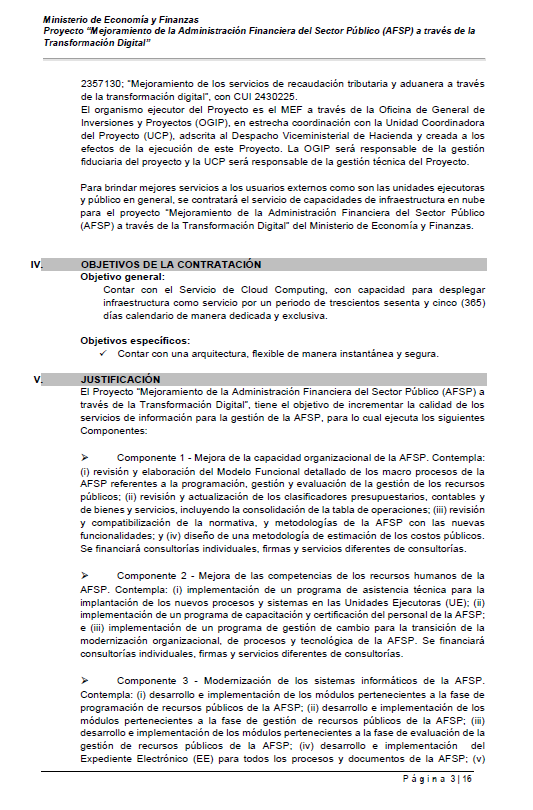 Ministerio de Economía y Finanzas
Proyecto “Mejoramiento de la Administración Financiera del Sector Público (AFSP) a través de la
Transformación Digital”
2357130; “Mejoramiento de los servicios de recaudación tributaria y aduanera a través
de la transformación digital”, con CUI 2430225.
El organismo ejecutor del Proyecto es el MEF a través de la Oficina de General de
Inversiones y Proyectos (OGIP), en estrecha coordinación con la Unidad Coordinadora
del Proyecto (UCP), adscrita al Despacho Viceministerial de Hacienda y creada a los
efectos de la ejecución de este Proyecto. La OGIP será responsable de la gestión
fiduciaria del proyecto y la UCP será responsable de la gestión técnica del Proyecto.
Para brindar mejores servicios a los usuarios externos como son las unidades ejecutoras
y público en general, se contratará el servicio de capacidades de infraestructura en nube
para el proyecto “Mejoramiento de la Administración Financiera del Sector Público
(AFSP) a través de la Transformación Digital” del Ministerio de Economía y Finanzas.
IV. OBJETIVOS DE LA CONTRATACIÓN
Objetivo general:
Contar con el Servicio de Cloud Computing, con capacidad para desplegar
infraestructura como servicio por un periodo de trescientos sesenta y cinco (365)
días calendario de manera dedicada y exclusiva.
Objetivos específicos:
✓ Contar con una arquitectura, flexible de manera instantánea y segura.
V. JUSTIFICACIÓN
El Proyecto “Mejoramiento de la Administración Financiera del Sector Público (AFSP) a
través de la Transformación Digital”, tiene el objetivo de incrementar la calidad de los
servicios de información para la gestión de la AFSP, para lo cual ejecuta los siguientes
Componentes:
➢ Componente 1 - Mejora de la capacidad organizacional de la AFSP. Contempla:
(i) revisión y elaboración del Modelo Funcional detallado de los macro procesos de la
AFSP referentes a la programación, gestión y evaluación de la gestión de los recursos
públicos; (ii) revisión y actualización de los clasificadores presupuestarios, contables y
de bienes y servicios, incluyendo la consolidación de la tabla de operaciones; (iii) revisión
y compatibilización de la normativa, y metodologías de la AFSP con las nuevas
funcionalidades; y (iv) diseño de una metodología de estimación de los costos públicos.
Se financiará consultorías individuales, firmas y servicios diferentes de consultorías.
➢ Componente 2 - Mejora de las competencias de los recursos humanos de la
AFSP. Contempla: (i) implementación de un programa de asistencia técnica para la
implantación de los nuevos procesos y sistemas en las Unidades Ejecutoras (UE); (ii)
implementación de un programa de capacitación y certificación del personal de la AFSP;
e (iii) implementación de un programa de gestión de cambio para la transición de la
modernización organizacional, de procesos y tecnológica de la AFSP. Se financiará
consultorías individuales, firmas y servicios diferentes de consultorías.
➢ Componente 3 - Modernización de los sistemas informáticos de la AFSP.
Contempla: (i) desarrollo e implementación de los módulos pertenecientes a la fase de
programación de recursos públicos de la AFSP; (ii) desarrollo e implementación de los
módulos pertenecientes a la fase de gestión de recursos públicos de la AFSP; (iii)
desarrollo e implementación de los módulos pertenecientes a la fase de evaluación de la
gestión de recursos públicos de la AFSP; (iv) desarrollo e implementación del
Expediente Electrónico (EE) para todos los procesos y documentos de la AFSP; (v)
Página 3|16